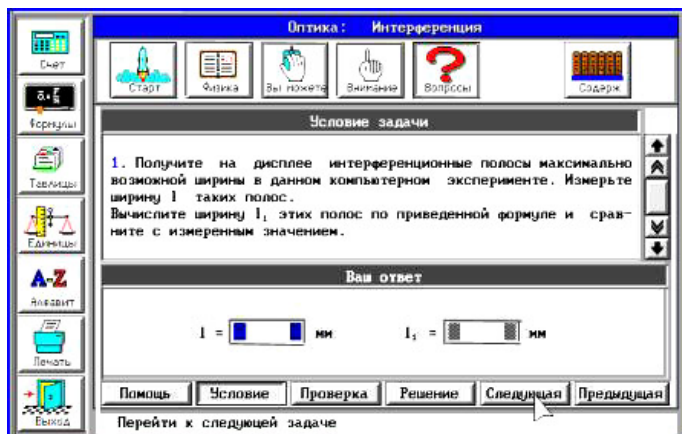 Оптика: Интерференция
Счет
Формулы
Таблицы
Единицы
A-Z
Алфавит
Печать
Выход
Старт
Физика
Вы можете
Внимание
Вопросы
Содерж
Условие задачи
1. Получите на дисплее интерференционные полосы максимально
возможной ширины в данном компьютерном эксперименте. Измерьте
ширину l таких полос.
Вычислите ширину l₁ этих полос по приведенной формуле и срав-
ните с измеренным значением.
Ваш ответ
l = мм l₁ = мм
Помощь Условие Проверка Решение Следующая Предыдущая
Перейти к следующей задаче